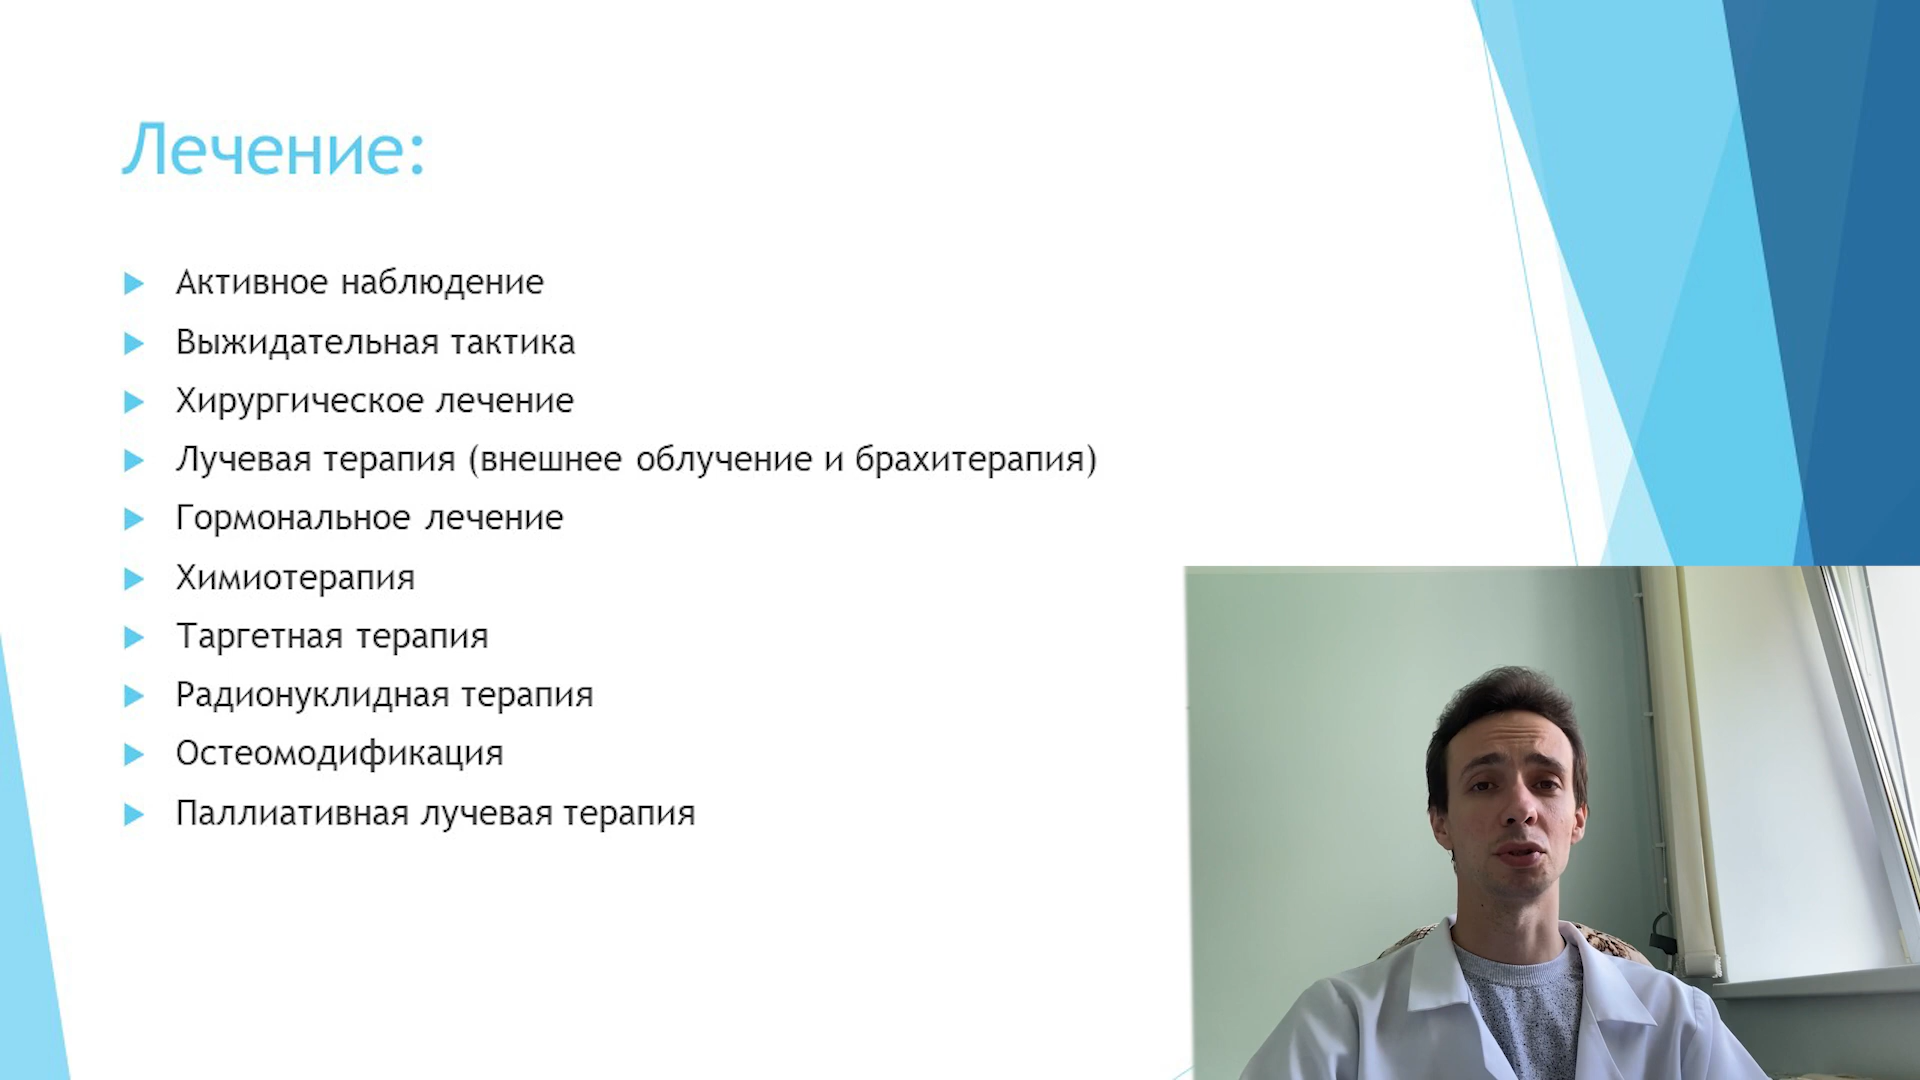 Лечение:
Активное наблюдение
Выжидательная тактика
Хирургическое лечение
Лучевая терапия (внешнее облучение и брахитерапия)
Гормональное лечение
Химиотерапия
Таргетная терапия
Радионуклидная терапия
Остеомодификация
Паллиативная лучевая терапия